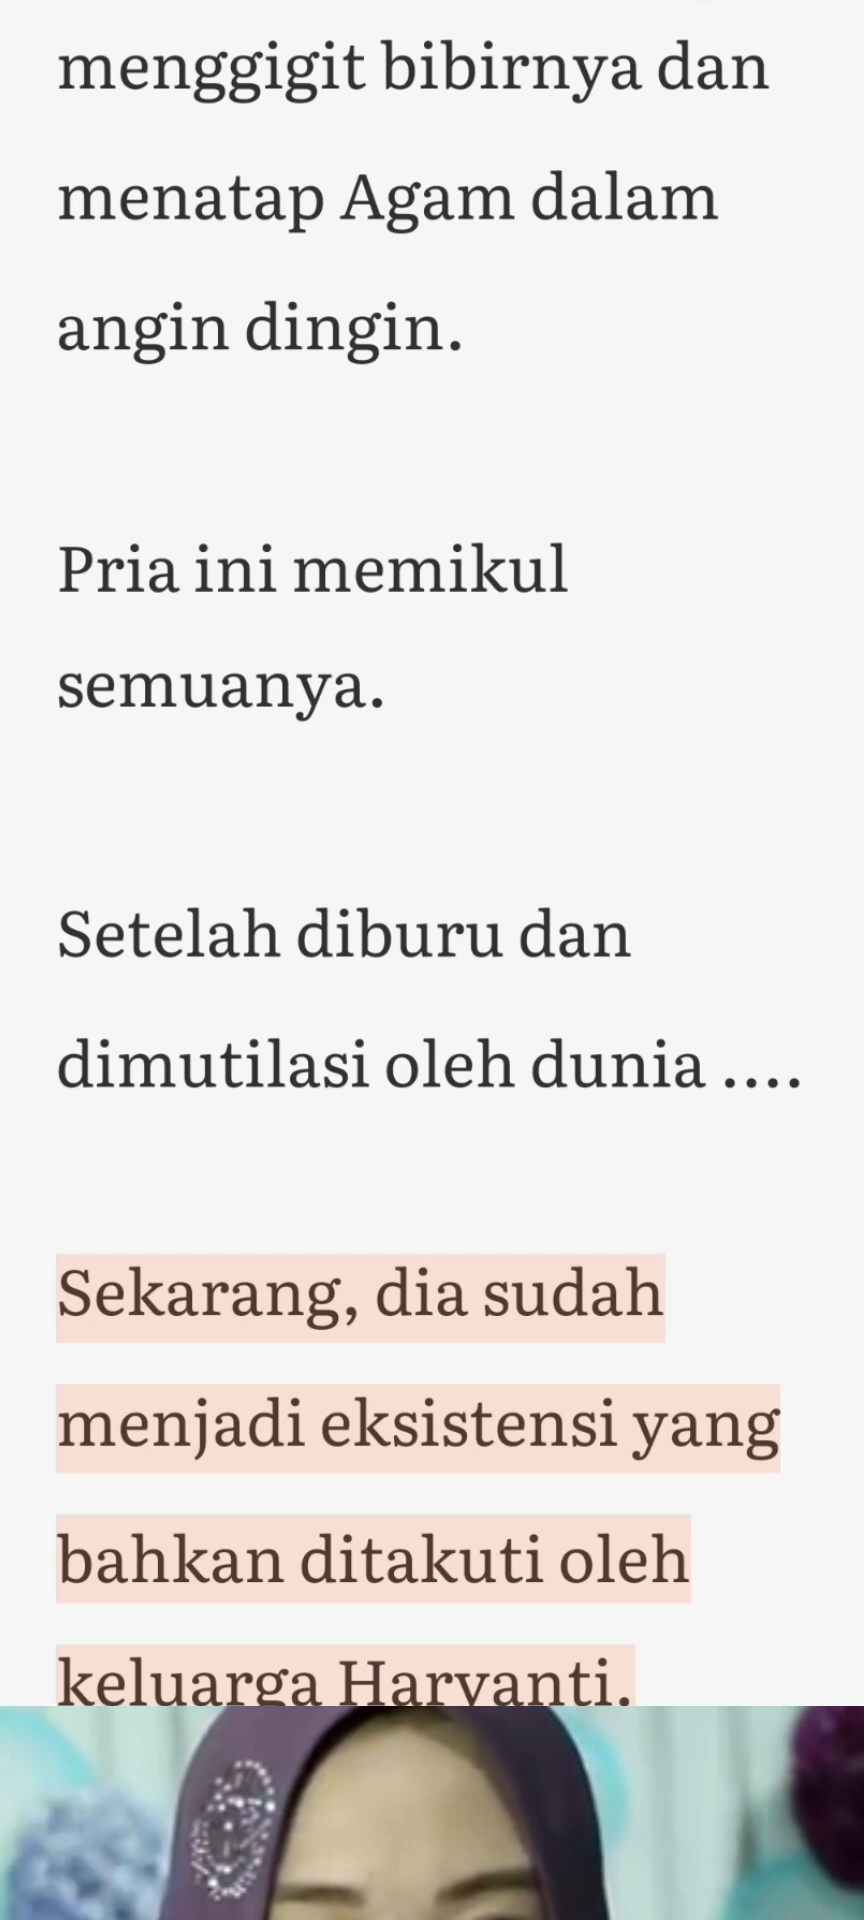 menggigit bibirnya dan
menatap Agam dalam
angin dingin.
Pria ini memikul
semuanya.
Setelah diburu dan
dimutilasi oleh dunia ....
Sekarang, dia sudah
menjadi eksistensi yang
bahkan ditakuti oleh
keluarga Haryanti.